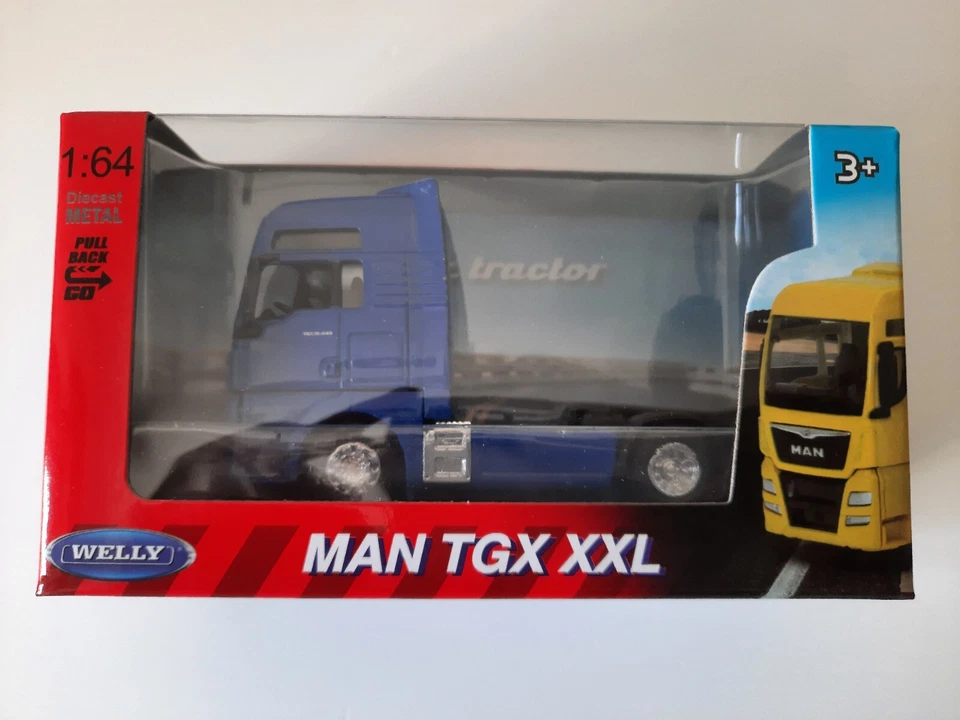 1:64
Diecast
METAL
PULL
BACK
GO
3+
tractor
MAN
WELLY
MAN TGX XXL